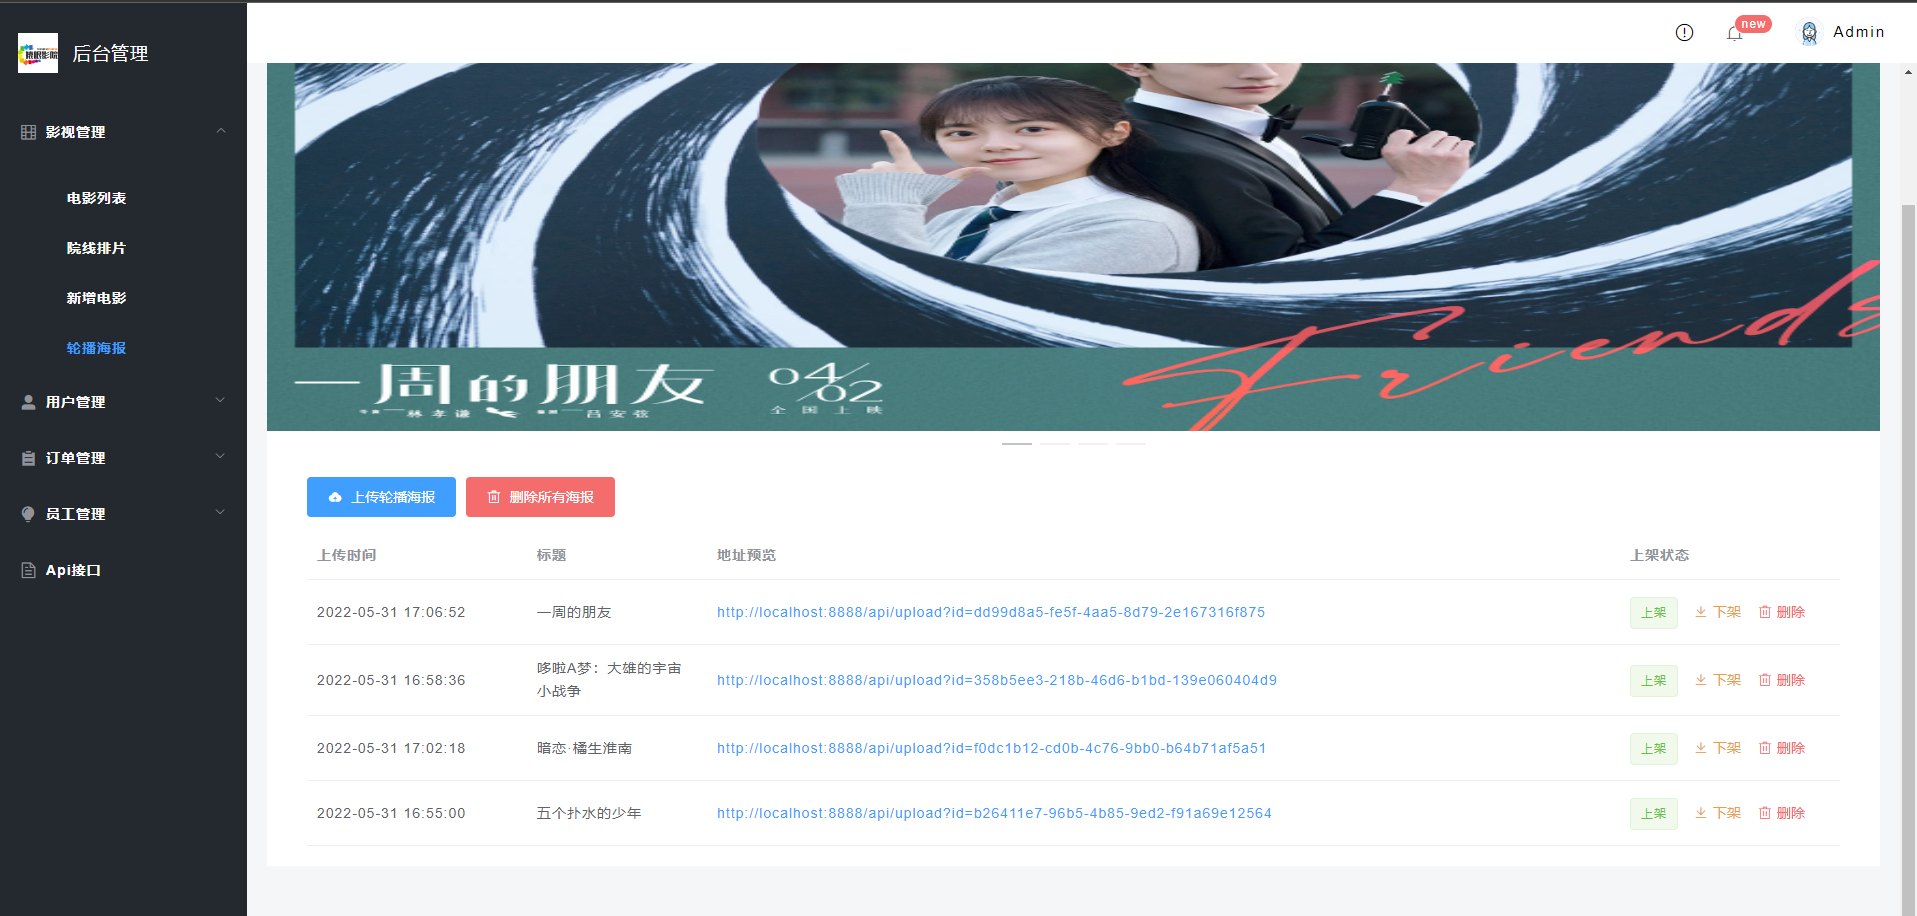 后台管理
new
Admin
影视管理
电影列表
院线排片
新增电影
轮播海报
用户管理
订单管理
员工管理
Api接口
Friends
一周的朋友
04/02
林孝谦
吕安弦
全国上映
上传轮播海报
删除所有海报
上传时间 标题 地址预览 上架状态
2022-05-31 17:06:52 一周的朋友 http://localhost:8888/api/upload?id=dd99d8a5-fe5f-4aa5-8d79-2e167316f875 上架 下架 删除
2022-05-31 16:58:36 哆啦A梦：大雄的宇宙 http://localhost:8888/api/upload?id=358b5ee3-218b-46d6-b1bd-139e060404d9 上架 下架 删除
小战争
2022-05-31 17:02:18 暗恋·橘生淮南 http://localhost:8888/api/upload?id=f0dc1b12-cd0b-4c76-9bb0-b64b71af5a51 上架 下架 删除
2022-05-31 16:55:00 五个扑水的少年 http://localhost:8888/api/upload?id=b26411e7-96b5-4b85-9ed2-f91a69e12564 上架 下架 删除